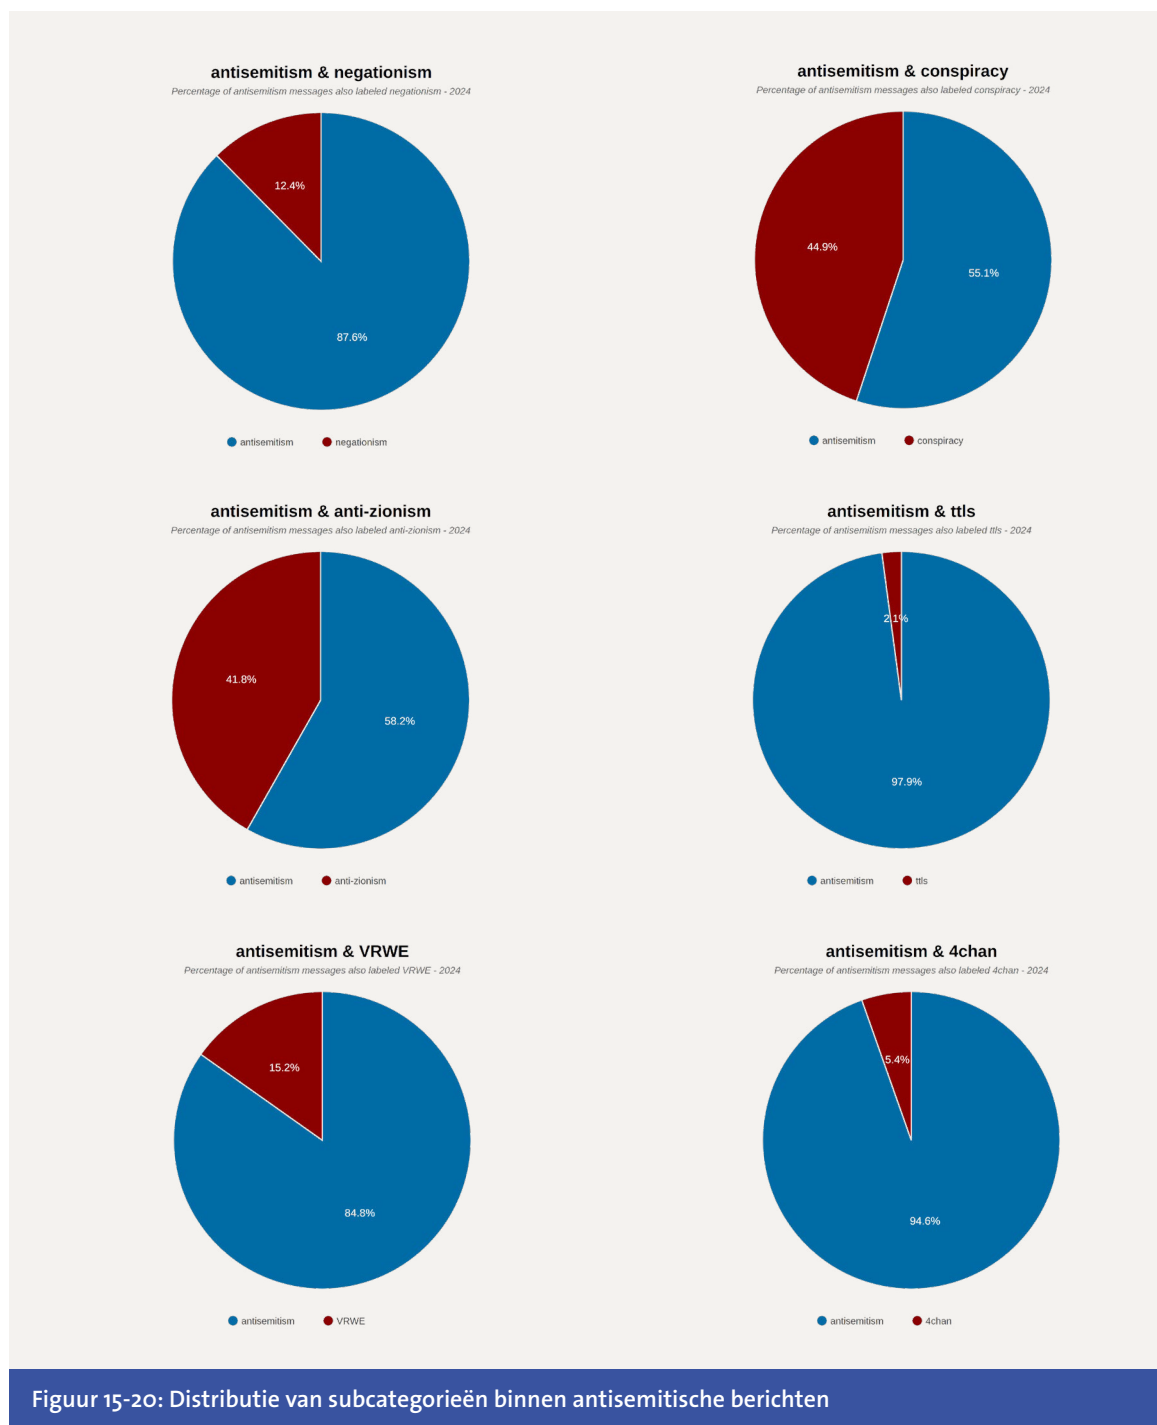 antisemitism & negationism
Percentage of antisemitism messages also labeled negationism - 2024
12.4%
87.6%
antisemitism
negationism
antisemitism & conspiracy
Percentage of antisemitism messages also labeled conspiracy - 2024
44.9%
55.1%
antisemitism
conspiracy
antisemitism & anti-zionism
Percentage of antisemitism messages also labeled anti-zionism - 2024
41.8%
58.2%
antisemitism
anti-zionism
antisemitism & ttls
Percentage of antisemitism messages also labeled ttls - 2024
2.1%
97.9%
antisemitism
ttls
antisemitism & VRWE
Percentage of antisemitism messages also labeled VRWE - 2024
15.2%
84.8%
antisemitism
VRWE
antisemitism & 4chan
Percentage of antisemitism messages also labeled 4chan - 2024
5.4%
94.6%
antisemitism
4chan
Figuur 15-20: Distributie van subcategorieën binnen antisemitische berichten